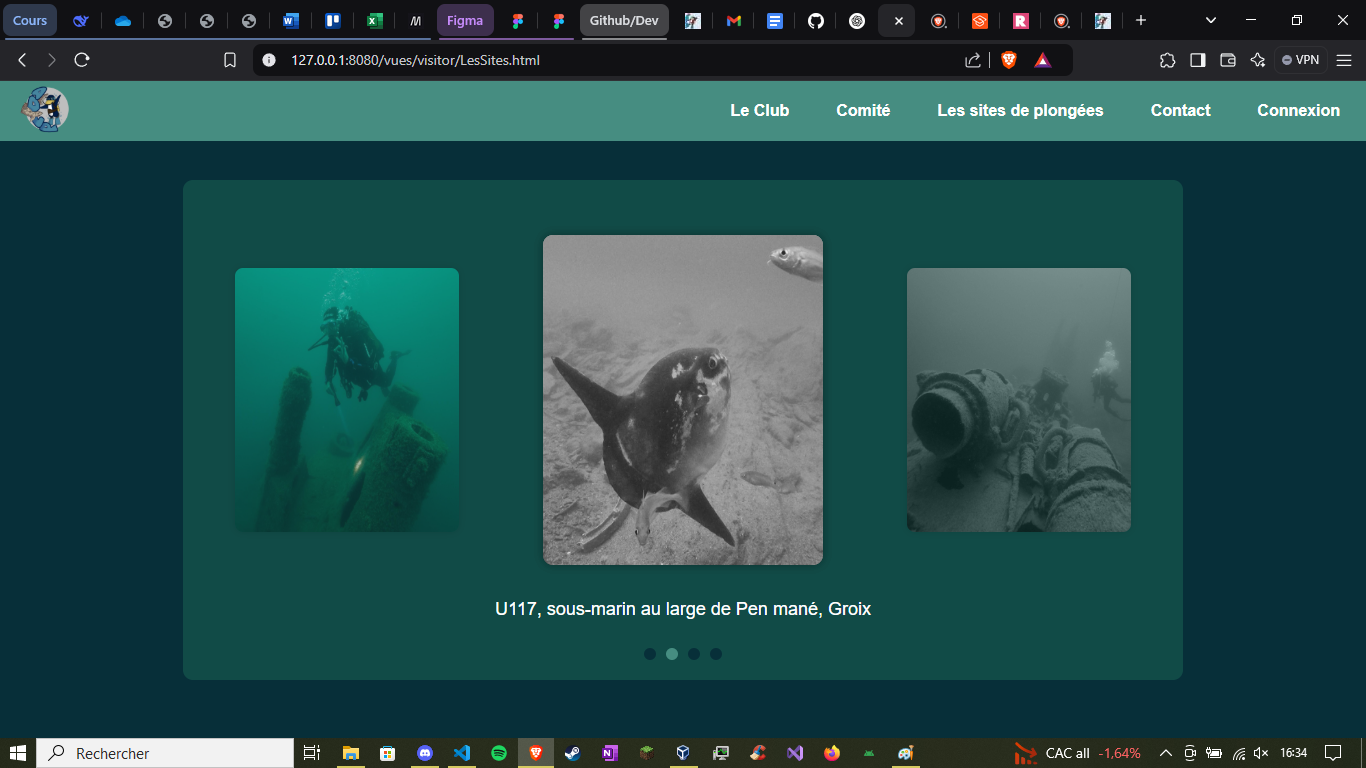 Cours
Figma
Github/Dev
127.0.0.1:8080/vues/visitor/LesSites.html
VPN
Le Club
Comité
Les sites de plongées
Contact
Connexion
U117, sous-marin au large de Pen mané, Groix
Rechercher
CAC all -1,64%
16:34